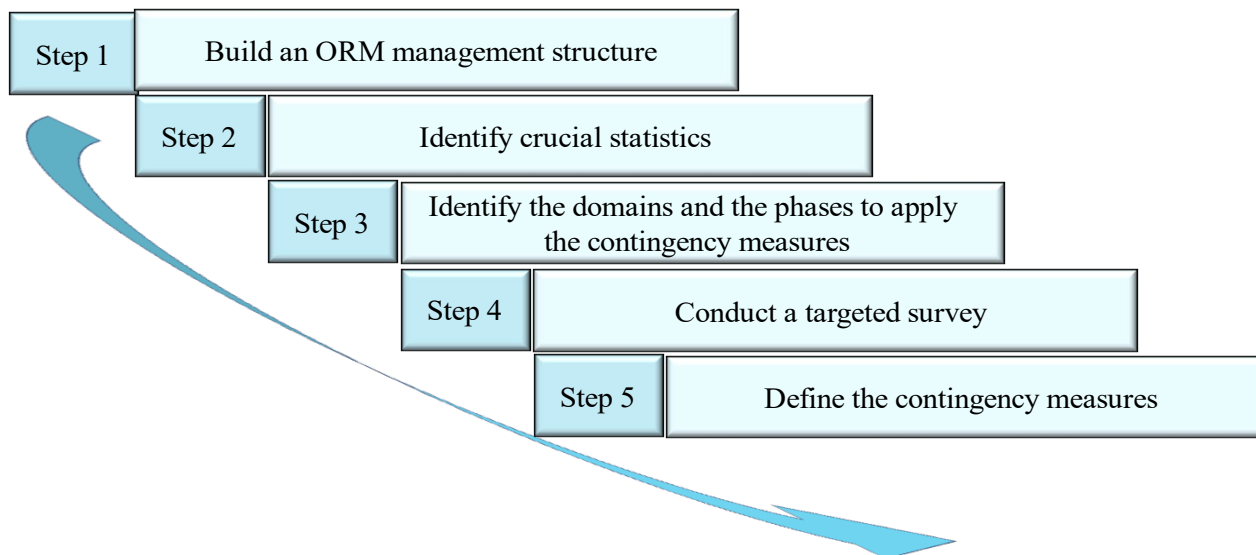 Step 1
Build an ORM management structure
Step 2
Identify crucial statistics
Step 3
Identify the domains and the phases to apply
the contingency measures
Step 4
Conduct a targeted survey
Step 5
Define the contingency measures